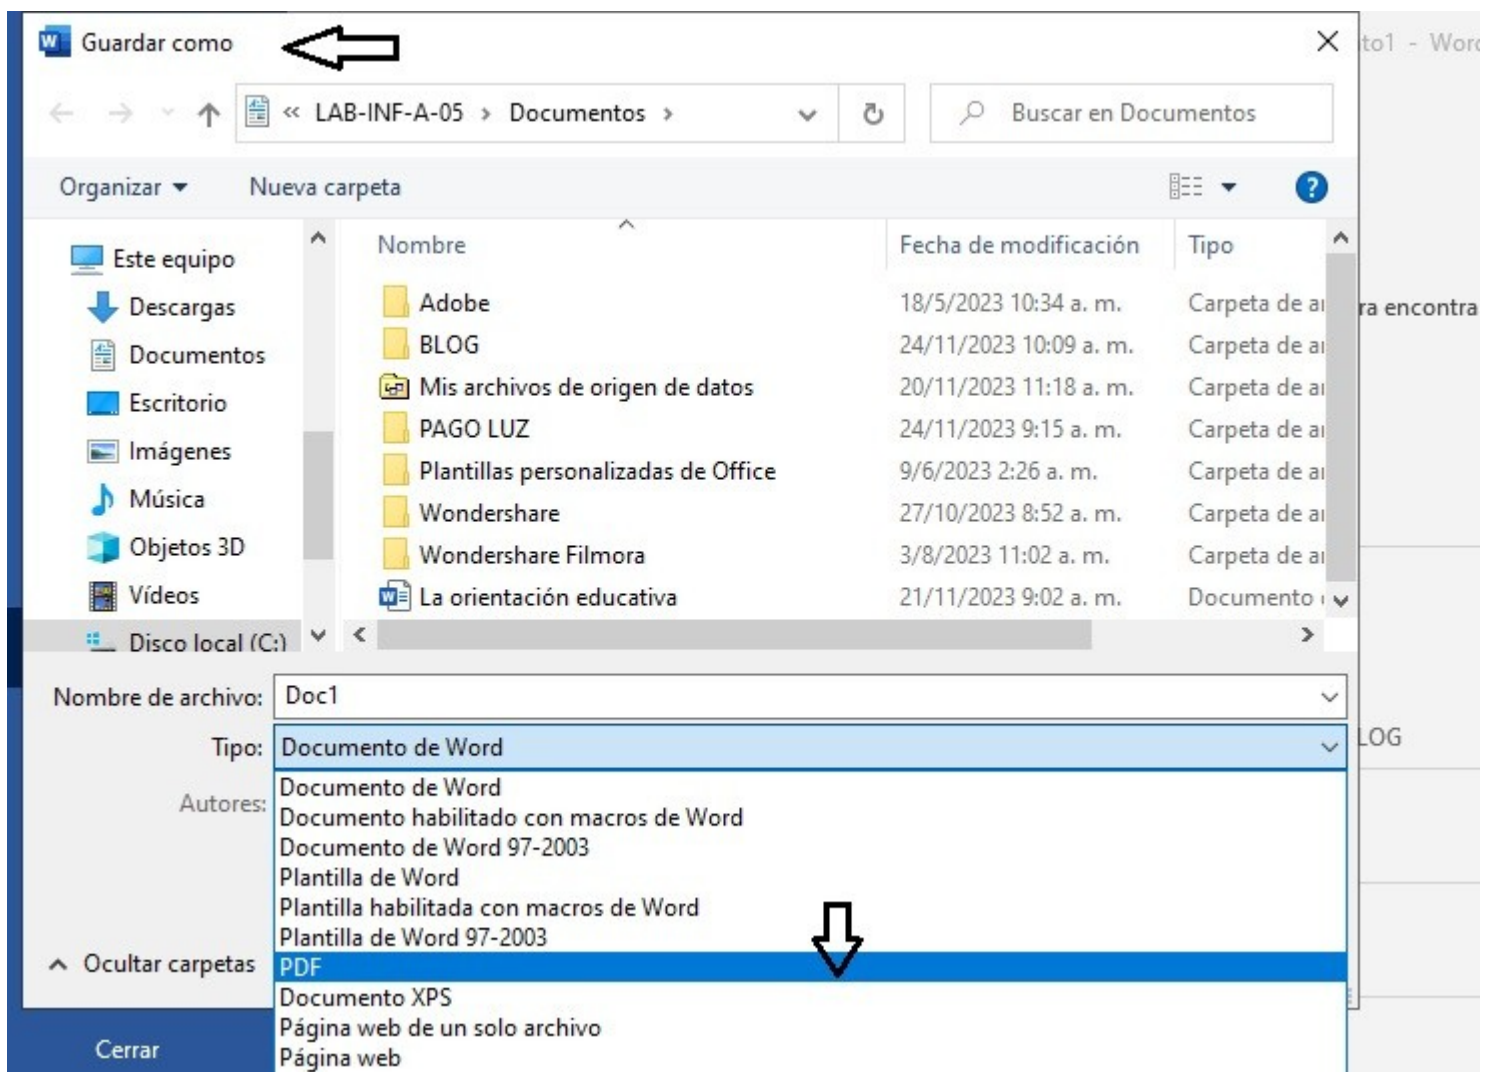 Guardar como
to1 - Word
« LAB-INF-A-05 > Documentos >
Buscar en Documentos
Organizar
Nueva carpeta
?
Este equipo
Descargas
Documentos
Escritorio
Imágenes
Música
Objetos 3D
Vídeos
Disco local (C:)
Nombre Fecha de modificación Tipo
Adobe 18/5/2023 10:34 a. m. Carpeta de ar
BLOG 24/11/2023 10:09 a. m. Carpeta de ar
Mis archivos de origen de datos 20/11/2023 11:18 a. m. Carpeta de ar
PAGO LUZ 24/11/2023 9:15 a. m. Carpeta de ar
Plantillas personalizadas de Office 9/6/2023 2:26 a. m. Carpeta de ar
Wondershare 27/10/2023 8:52 a. m. Carpeta de ar
Wondershare Filmora 3/8/2023 11:02 a. m. Carpeta de ar
La orientación educativa 21/11/2023 9:02 a. m. Documento
ra encontra
Nombre de archivo: Doc1
Tipo: Documento de Word
LOG
Autores:
Documento de Word
Documento habilitado con macros de Word
Documento de Word 97-2003
Plantilla de Word
Plantilla habilitada con macros de Word
Plantilla de Word 97-2003
PDF
Documento XPS
Página web de un solo archivo
Página web
Ocultar carpetas
Cerrar